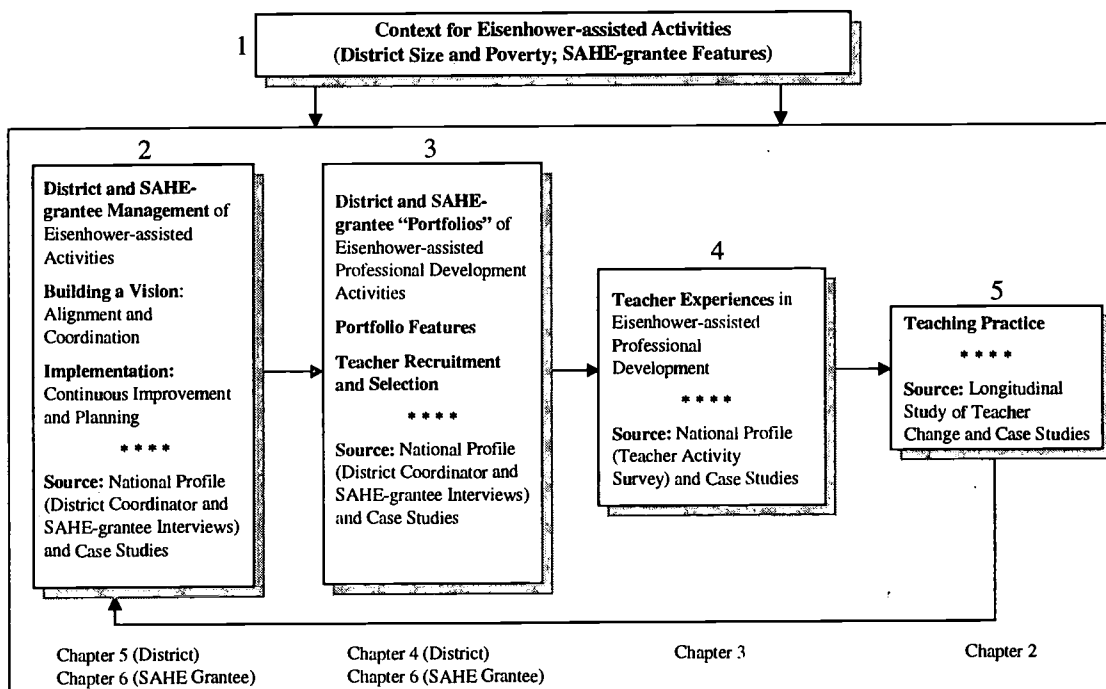 1
Context for Eisenhower-assisted Activities
(District Size and Poverty; SAHE-grantee Features)
2
District and SAHE-
grantee Management of
Eisenhower-assisted
Activities
Building a Vision:
Alignment and
Coordination
Implementation:
Continuous Improvement
and Planning
* * * *
Source: National Profile
(District Coordinator and
SAHE-grantee Interviews)
and Case Studies
3
District and SAHE-
grantee “Portfolios” of
Eisenhower-assisted
Professional Development
Activities
Portfolio Features
Teacher Recruitment
and Selection
* * * *
Source: National Profile
(District Coordinator and
SAHE-grantee Interviews)
and Case Studies
4
Teacher Experiences in
Eisenhower-assisted
Professional
Development
* * * *
Source: National Profile
(Teacher Activity
Survey) and Case Studies
5
Teaching Practice
* * * *
Source: Longitudinal
Study of Teacher
Change and Case Studies
Chapter 5 (District)
Chapter 6 (SAHE Grantee)
Chapter 4 (District)
Chapter 6 (SAHE Grantee)
Chapter 3
Chapter 2